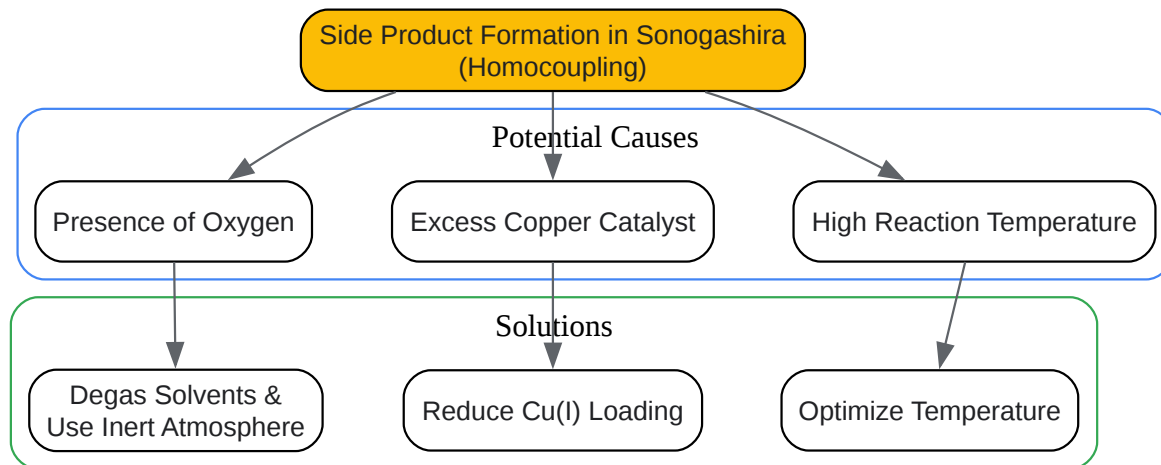 Side Product Formation in Sonogashira
(Homocoupling)
Potential Causes
Presence of Oxygen
Excess Copper Catalyst
High Reaction Temperature
Solutions
Degas Solvents &
Use Inert Atmosphere
Reduce Cu(I) Loading
Optimize Temperature